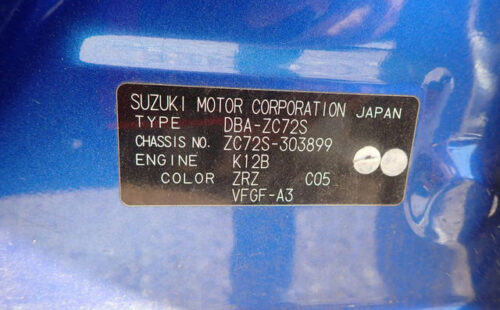 SUZUKI MOTOR CORPORATION JAPAN
TYPE DBA-ZC72S
CHASSIS NO. ZC72S-303899
ENGINE K12B
COLOR ZRZ C05
VFGF-A3